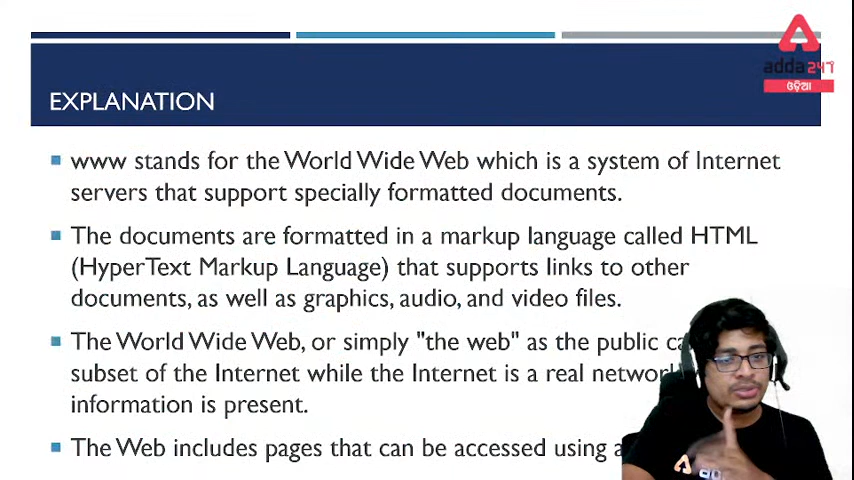 adda 247
ଓଡ଼ିଆ
EXPLANATION
www stands for the World Wide Web which is a system of Internet
servers that support specially formatted documents.
The documents are formatted in a markup language called HTML
(HyperText Markup Language) that supports links to other
documents, as well as graphics, audio, and video files.
The World Wide Web, or simply "the web" as the public
subset of the Internet while the Internet is a real
information is present.
The Web includes pages that can be accessed using